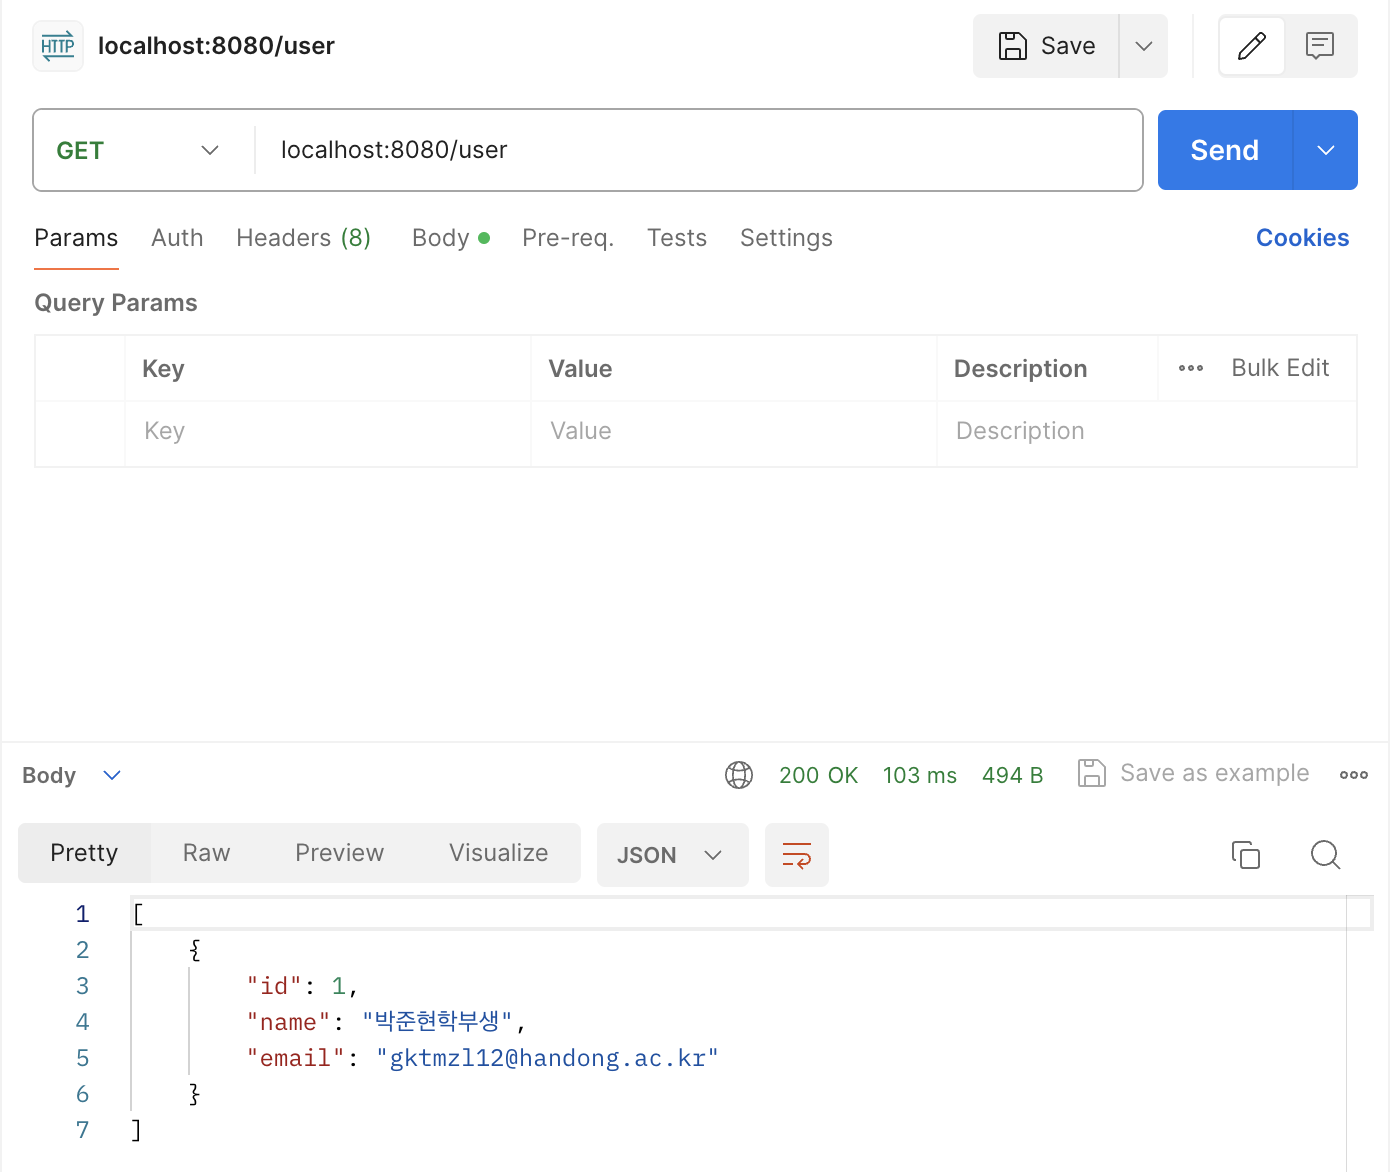 HTTP localhost:8080/user Save
GET localhost:8080/user Send
Params Auth Headers (8) Body Pre-req. Tests Settings Cookies
Query Params
Key Value Description Bulk Edit
Key Value Description
Body 200 OK 103 ms 494 B Save as example
Pretty Raw Preview Visualize JSON
1 [
2 {
3 "id": 1,
4 "name": "박준현학부생",
5 "email": "gktmzl12@handong.ac.kr"
6 }
7 ]